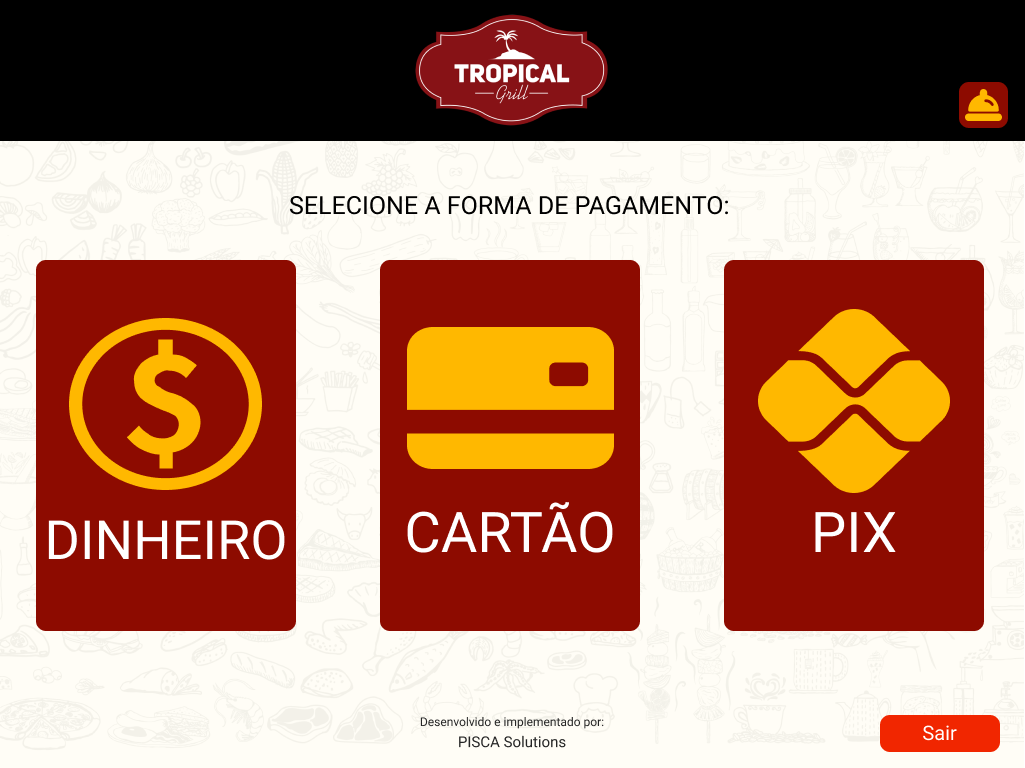 TROPICAL
Grill
SELECIONE A FORMA DE PAGAMENTO:
$
DINHEIRO
CARTÃO
PIX
Desenvolvido e implementado por:
PISCA Solutions
Sair